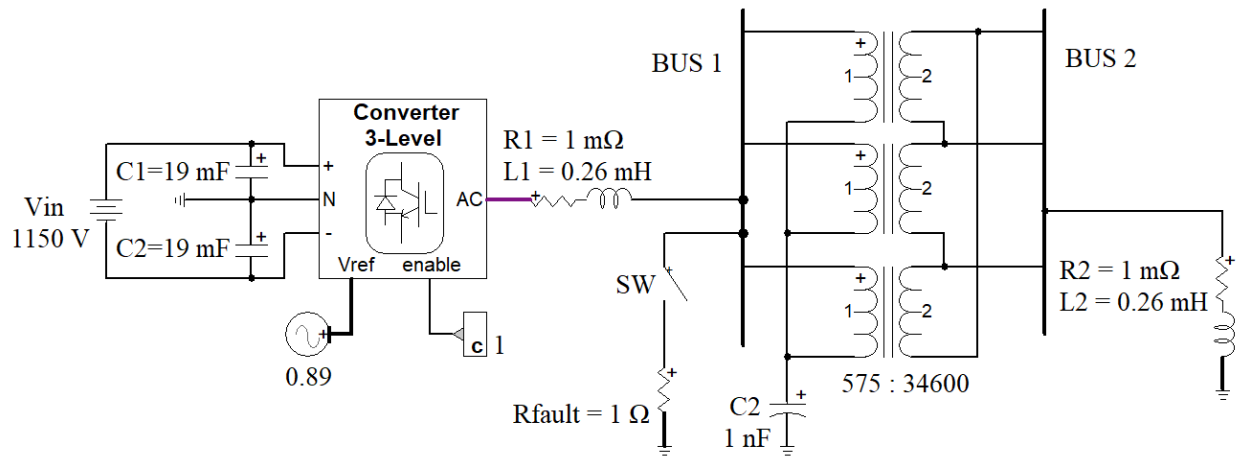 Vin
1150 V
C1=19 mF
+
C2=19 mF
+
Converter
3-Level
+
N
-
AC
Vref
enable
+
0.89
c
1
R1 = 1 mΩ
L1 = 0.26 mH
+
SW
+
+
Rfault = 1 Ω
BUS 1
+
1
2
+
1
2
+
1
2
575 : 34600
C2
1 nF
+
BUS 2
R2 = 1 mΩ
L2 = 0.26 mH
+